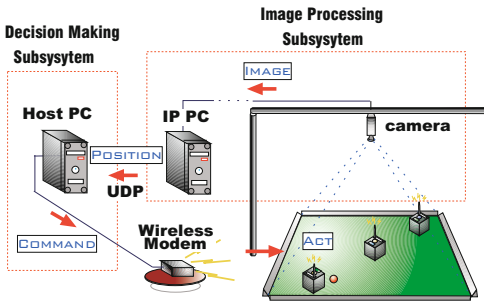 Decision Making
Subsysytem
Image Processing
Subsysytem
IMAGE
Host PC
IP PC
camera
POSITION
UDP
COMMAND
Wireless
Modem
ACT